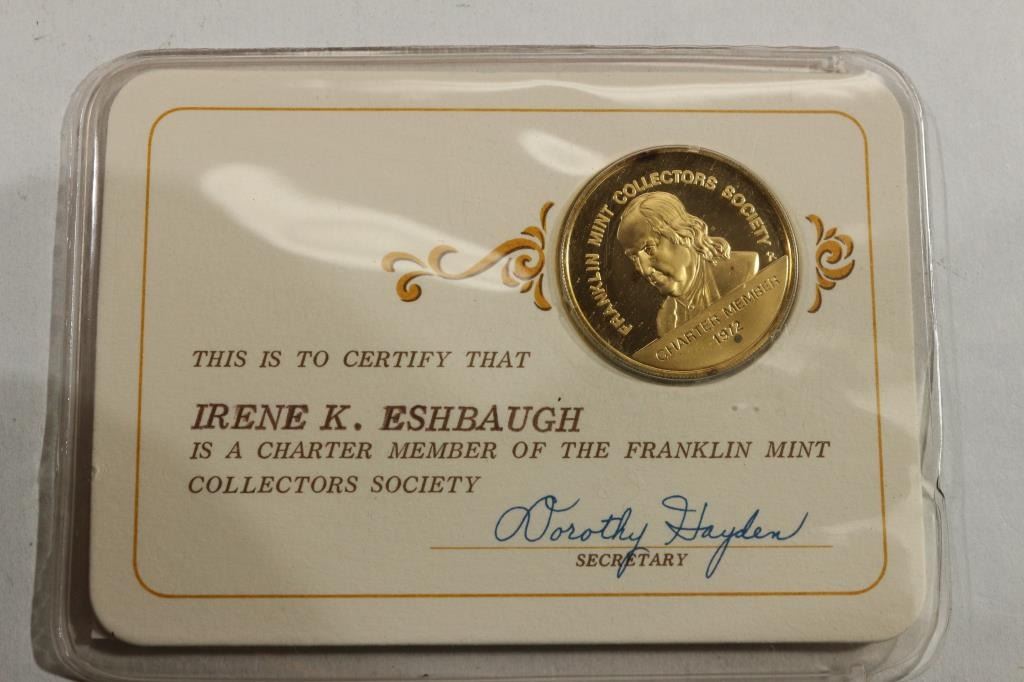 FRANKLIN MINT COLLECTORS SOCIETY
CHARTER MEMBER
1972
THIS IS TO CERTIFY THAT
IRENE K. ESHBAUGH
IS A CHARTER MEMBER OF THE FRANKLIN MINT
COLLECTORS SOCIETY
Dorothy Hayden
SECRETARY